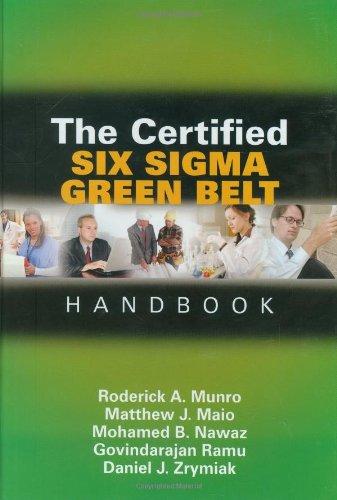 The Certified
SIX SIGMA
GREEN BELT
HANDBOOK
Roderick A. Munro
Matthew J. Maio
Mohamed B. Nawaz
Govindarajan Ramu
Daniel J. Zrymiak